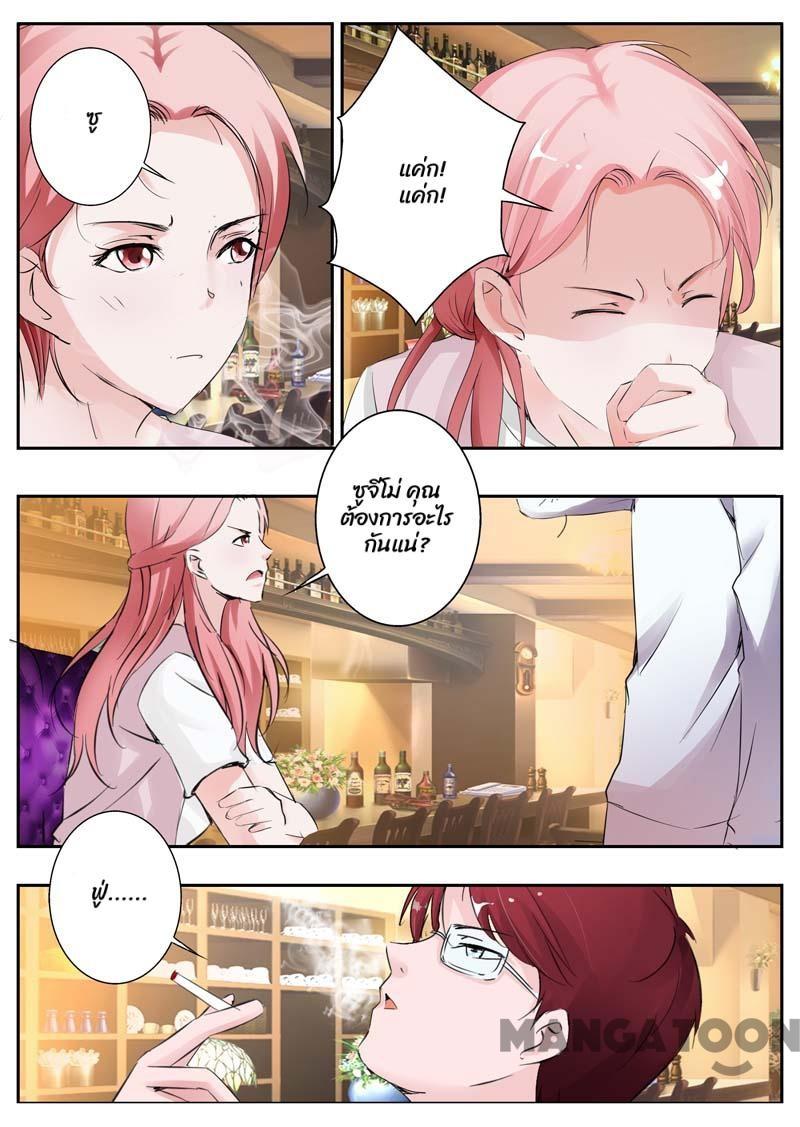 ซู
แค่ก!
แค่ก!
ซูจีโม่ คุณ
ต้องการอะไร
กันแน่?
ฟู่......
MANGATOON